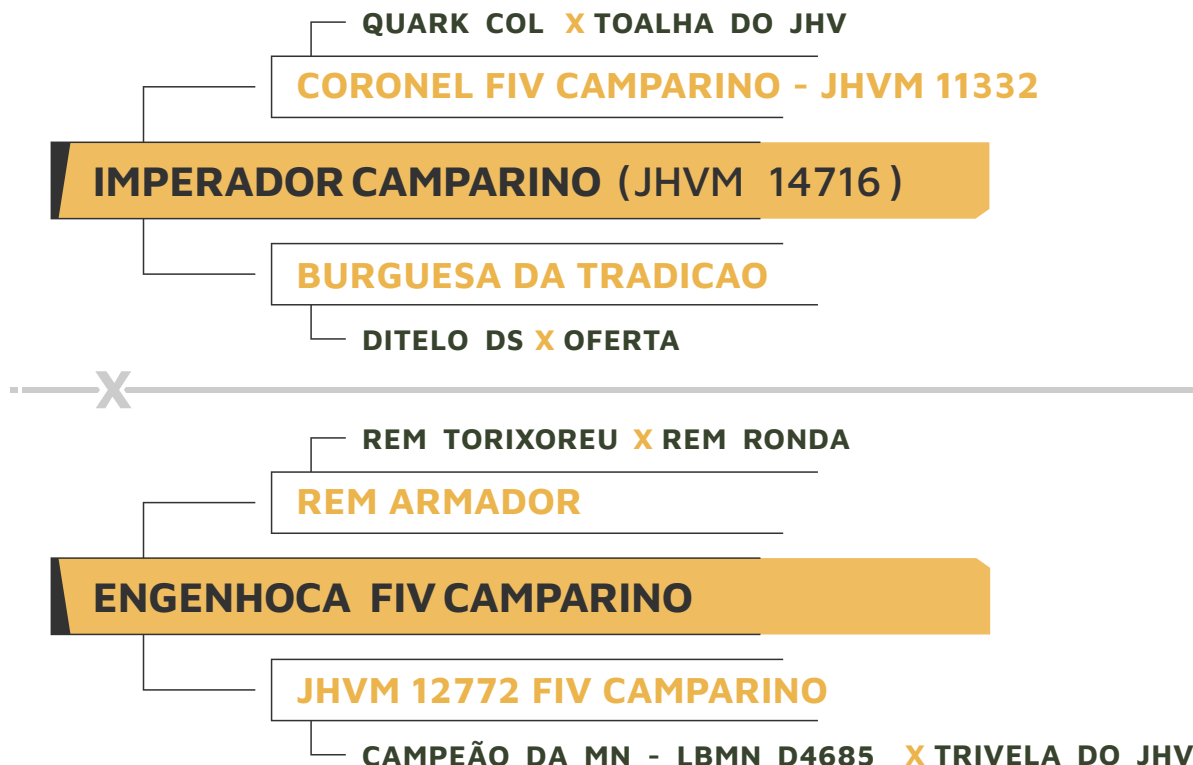 QUARK COL X TOALHA DO JHV
CORONEL FIV CAMPARINO - JHVM 11332
IMPERADOR CAMPARINO (JHVM 14716)
BURGUESA DA TRADICAO
DITELO DS X OFERTA
X
REM TORIXOREU X REM RONDA
REM ARMADOR
ENGENHOCA FIV CAMPARINO
JHVM 12772 FIV CAMPARINO
CAMPEÃO DA MN - LBMN D4685 X TRIVELA DO JHV